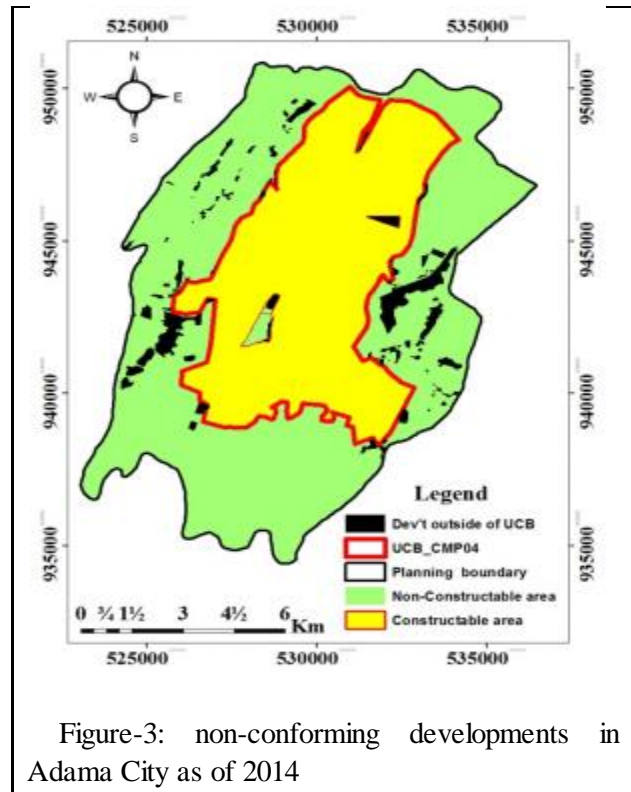 525000 530000 535000
950000 950000
N
W E
S
945000 945000
940000 940000
935000 935000
Legend
Dev't outside of UCB
UCB_CMP04
Planning boundary
Non-Constructable area
Constructable area
0 ¾ 1½ 3 4½ 6
Km
525000 530000 535000
Figure-3: non-conforming developments in
Adama City as of 2014